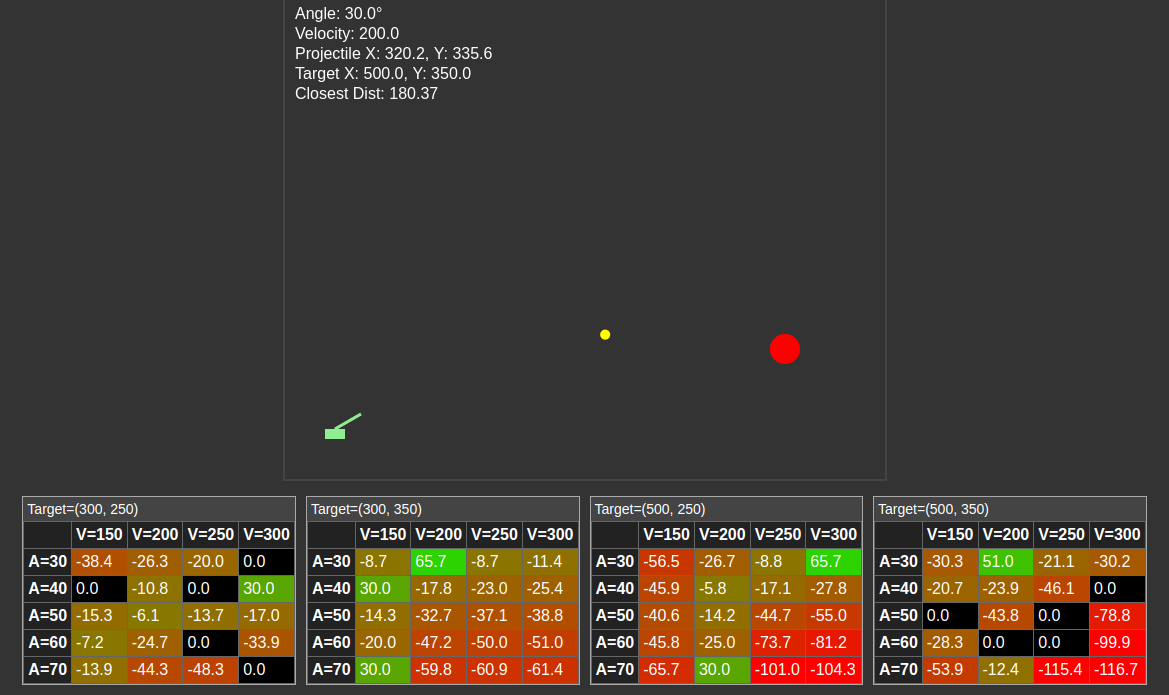 Angle: 30.0°
Velocity: 200.0
Projectile X: 320.2, Y: 335.6
Target X: 500.0, Y: 350.0
Closest Dist: 180.37
Target=(300, 250)
V=150 V=200 V=250 V=300
A=30 -38.4 -26.3 -20.0 0.0
A=40 0.0 -10.8 0.0 30.0
A=50 -15.3 -6.1 -13.7 -17.0
A=60 -7.2 -24.7 0.0 -33.9
A=70 -13.9 -44.3 -48.3 0.0
Target=(300, 350)
V=150 V=200 V=250 V=300
A=30 -8.7 65.7 -8.7 -11.4
A=40 30.0 -17.8 -23.0 -25.4
A=50 -14.3 -32.7 -37.1 -38.8
A=60 -20.0 -47.2 -50.0 -51.0
A=70 30.0 -59.8 -60.9 -61.4
Target=(500, 250)
V=150 V=200 V=250 V=300
A=30 -56.5 -26.7 -8.8 65.7
A=40 -45.9 -5.8 -17.1 -27.8
A=50 -40.6 -14.2 -44.7 -55.0
A=60 -45.8 -25.0 -73.7 -81.2
A=70 -65.7 30.0 -101.0 -104.3
Target=(500, 350)
V=150 V=200 V=250 V=300
A=30 -30.3 51.0 -21.1 -30.2
A=40 -20.7 -23.9 -46.1 0.0
A=50 0.0 -43.8 0.0 -78.8
A=60 -28.3 0.0 0.0 -99.9
A=70 -53.9 -12.4 -115.4 -116.7